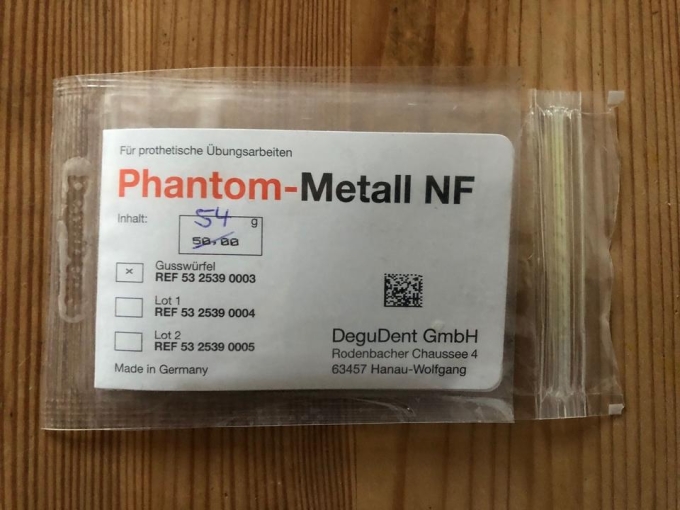 Für prothetische Übungsarbeiten
Phantom-Metall NF
Inhalt: 54 g
50,00
x Gusswürfel
REF 53 2539 0003
Lot 1
REF 53 2539 0004
Lot 2
REF 53 2539 0005
DeguDent GmbH
Rodenbacher Chaussee 4
63457 Hanau-Wolfgang
Made in Germany